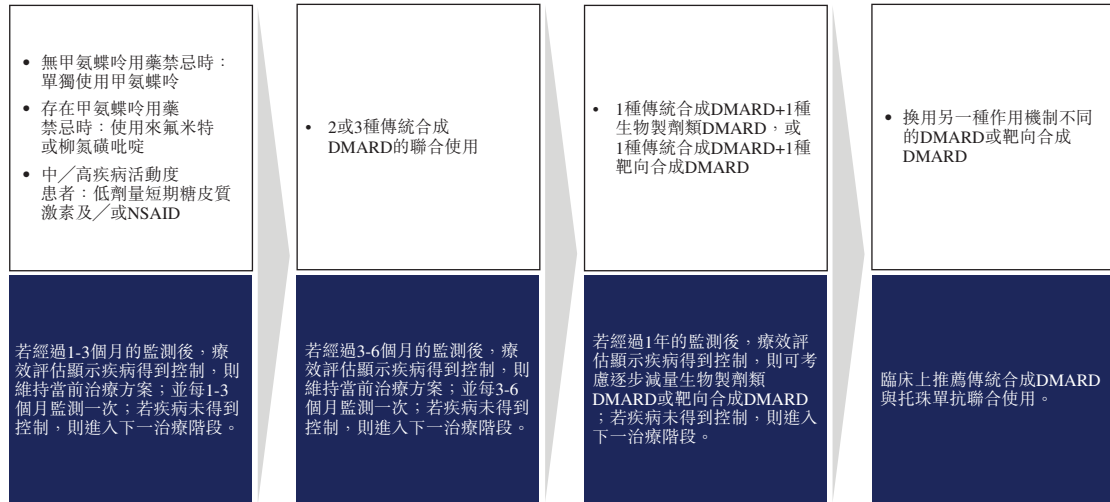 • 無甲氨蝶呤用藥禁忌時：
單獨使用甲氨蝶呤
• 存在甲氨蝶呤用藥
禁忌時：使用來氟米特
或柳氮磺吡啶
• 中／高疾病活動度
患者：低劑量短期糖皮質
激素及／或NSAID
若經過1-3個月的監測後，療
效評估顯示疾病得到控制，則
維持當前治療方案；並每1-3
個月監測一次；若疾病未得到
控制，則進入下一治療階段。
• 2或3種傳統合成
DMARD的聯合使用
若經過3-6個月的監測後，療
效評估顯示疾病得到控制，則
維持當前治療方案；並每3-6
個月監測一次；若疾病未得到
控制，則進入下一治療階段。
• 1種傳統合成DMARD+1種
生物製劑類DMARD，或
1種傳統合成DMARD+1種
靶向合成DMARD
若經過1年的監測後，療效評
估顯示疾病得到控制，則可考
慮逐步減量生物製劑類
DMARD或靶向合成DMARD
；若疾病未得到控制，則進入
下一治療階段。
• 換用另一種作用機制不同
的DMARD或靶向合成
DMARD
臨床上推薦傳統合成DMARD
與托珠單抗聯合使用。